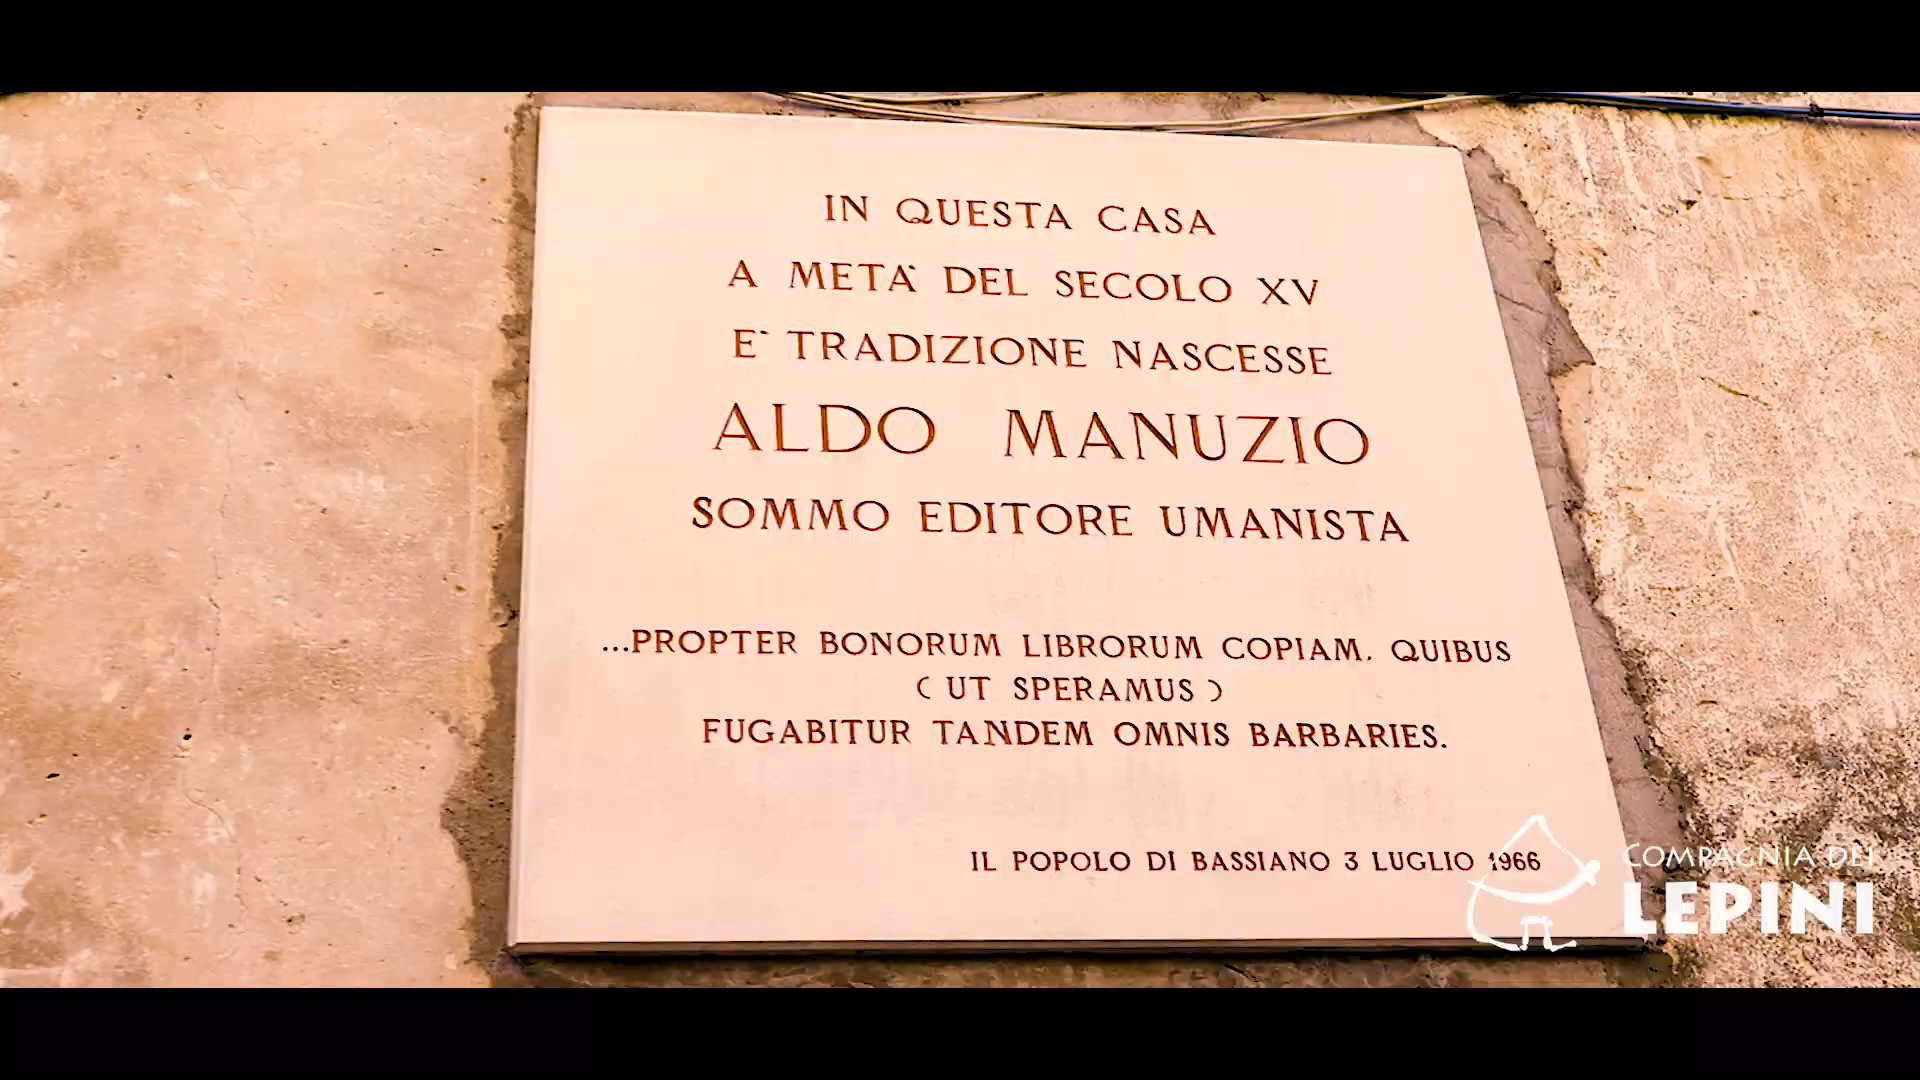 IN QUESTA CASA
A META` DEL SECOLO XV
E` TRADIZIONE NASCESSE
ALDO MANUZIO
SOMMO EDITORE UMANISTA
...PROPTER BONORUM LIBRORUM COPIAM. QUIBUS
( UT SPERAMUS )
FUGABITUR TANDEM OMNIS BARBARIES.
IL POPOLO DI BASSIANO 3 LUGLIO 1966
COMPAGNIA DEI
LEPINI